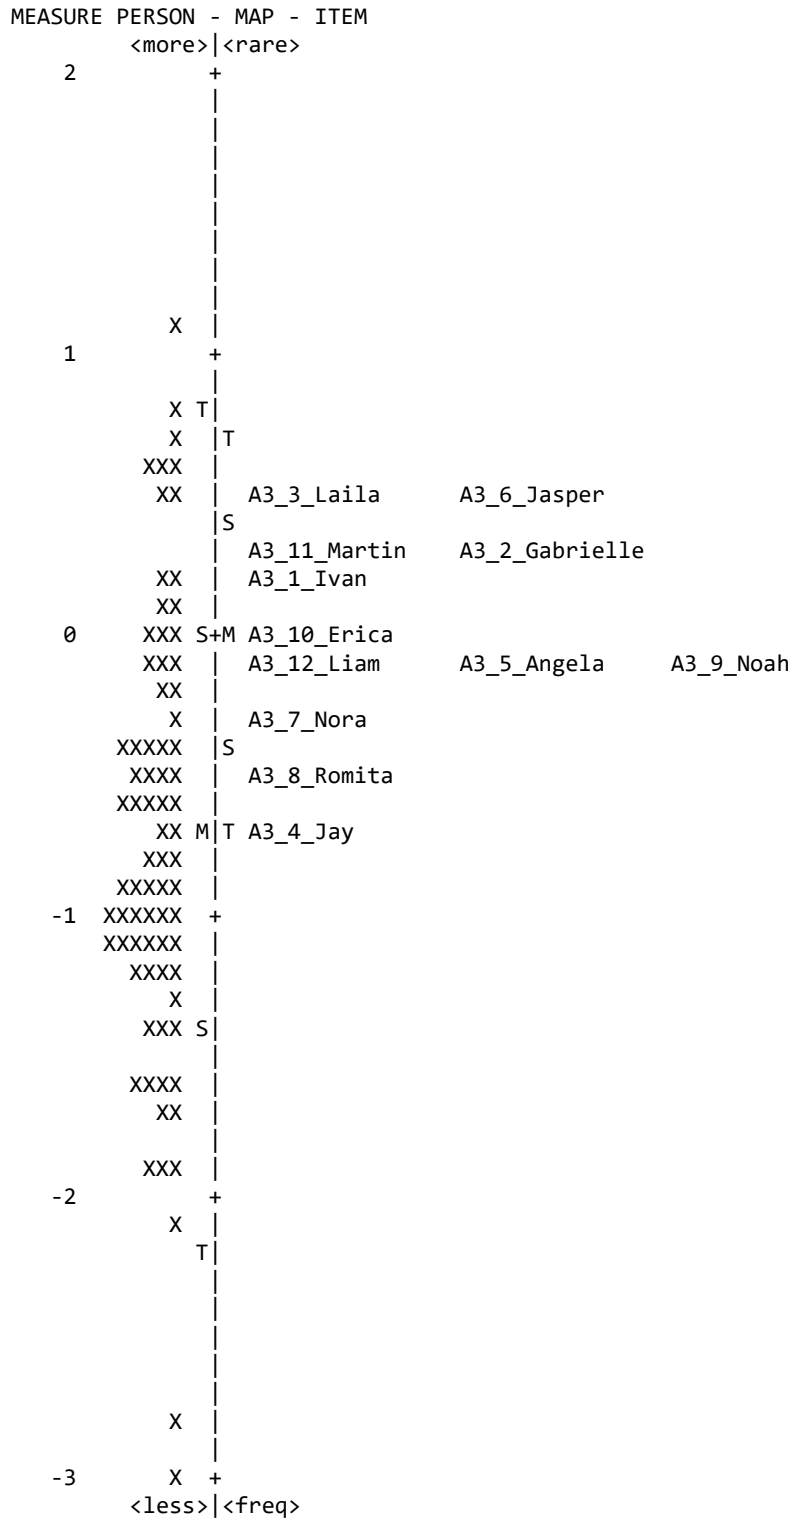 MEASURE PERSON - MAP - ITEM
         <more>|<rare>
    2          +
               |
               |
               |
               |
               |
               |
               |
               |
            X  |
    1          +
               |
            X T|
            X  |T
          XXX  |
           XX  |  A3_3_Laila      A3_6_Jasper
               |S
               |  A3_11_Martin    A3_2_Gabrielle
           XX  |  A3_1_Ivan
           XX  |
    0     XXX S+M A3_10_Erica
          XXX  |  A3_12_Liam      A3_5_Angela     A3_9_Noah
           XX  |
            X  |  A3_7_Nora
        XXXXX  |S
         XXXX  |  A3_8_Romita
        XXXXX  |
           XX M|T A3_4_Jay
          XXX  |
        XXXXX  |
   -1  XXXXXX  +
       XXXXXX  |
         XXXX  |
            X  |
          XXX S|
               |
         XXXX  |
           XX  |
               |
          XXX  |
   -2          +
            X  |
              T|
               |
               |
               |
               |
               |
            X  |
               |
   -3       X  +
         <less>|<freq>